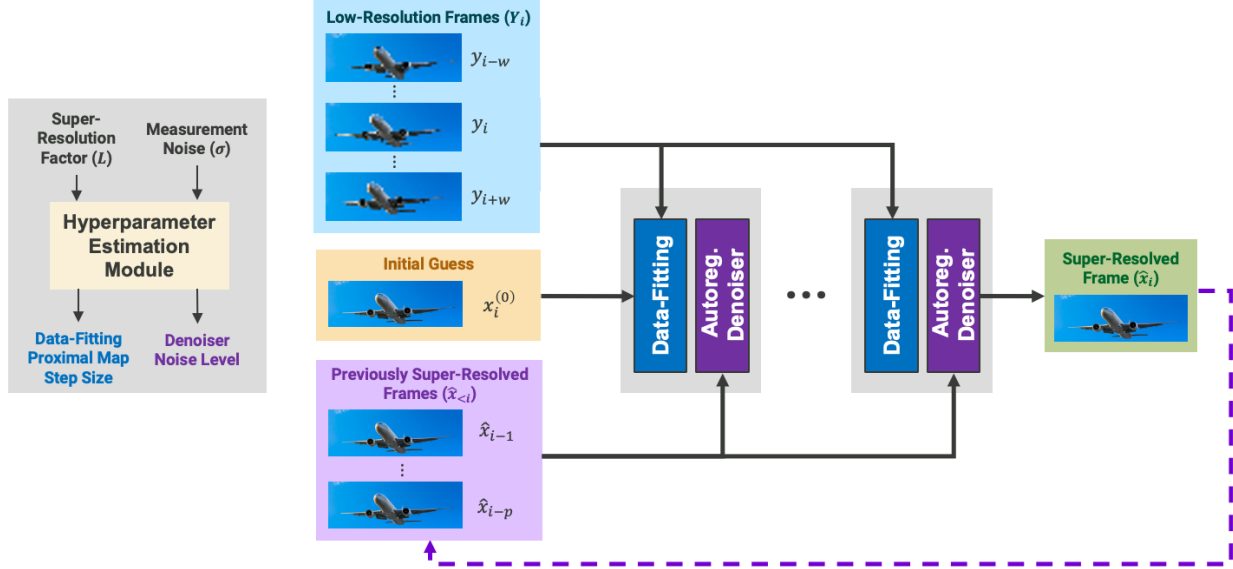 Super-
Resolution
Factor (L)
Measurement
Noise (σ)
Hyperparameter
Estimation
Module
Data-Fitting
Proximal Map
Step Size
Denoiser
Noise Level
Low-Resolution Frames (Yᵢ)
y_{i−w}
⋮
y_i
⋮
y_{i+w}
Initial Guess
x_i^{(0)}
Previously Super-Resolved
Frames (x̂_{<i})
x̂_{i−1}
⋮
x̂_{i−p}
Data-Fitting
Autoreg.
Denoiser
•••
Data-Fitting
Autoreg.
Denoiser
Super-Resolved
Frame (x̂ᵢ)